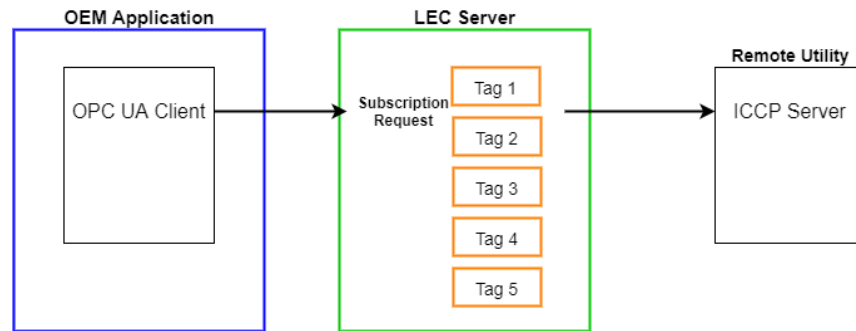 OEM Application
OPC UA Client
LEC Server
Subscription
Request
Tag 1
Tag 2
Tag 3
Tag 4
Tag 5
Remote Utility
ICCP Server